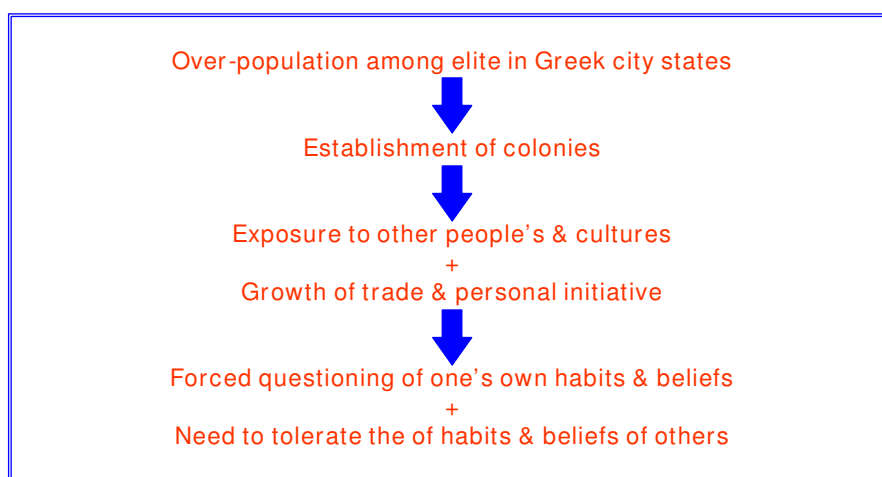 Over-population among elite in Greek city states
Establishment of colonies
Exposure to other people's & cultures
+
Growth of trade & personal initiative
Forced questioning of one's own habits & beliefs
+
Need to tolerate the of habits & beliefs of others